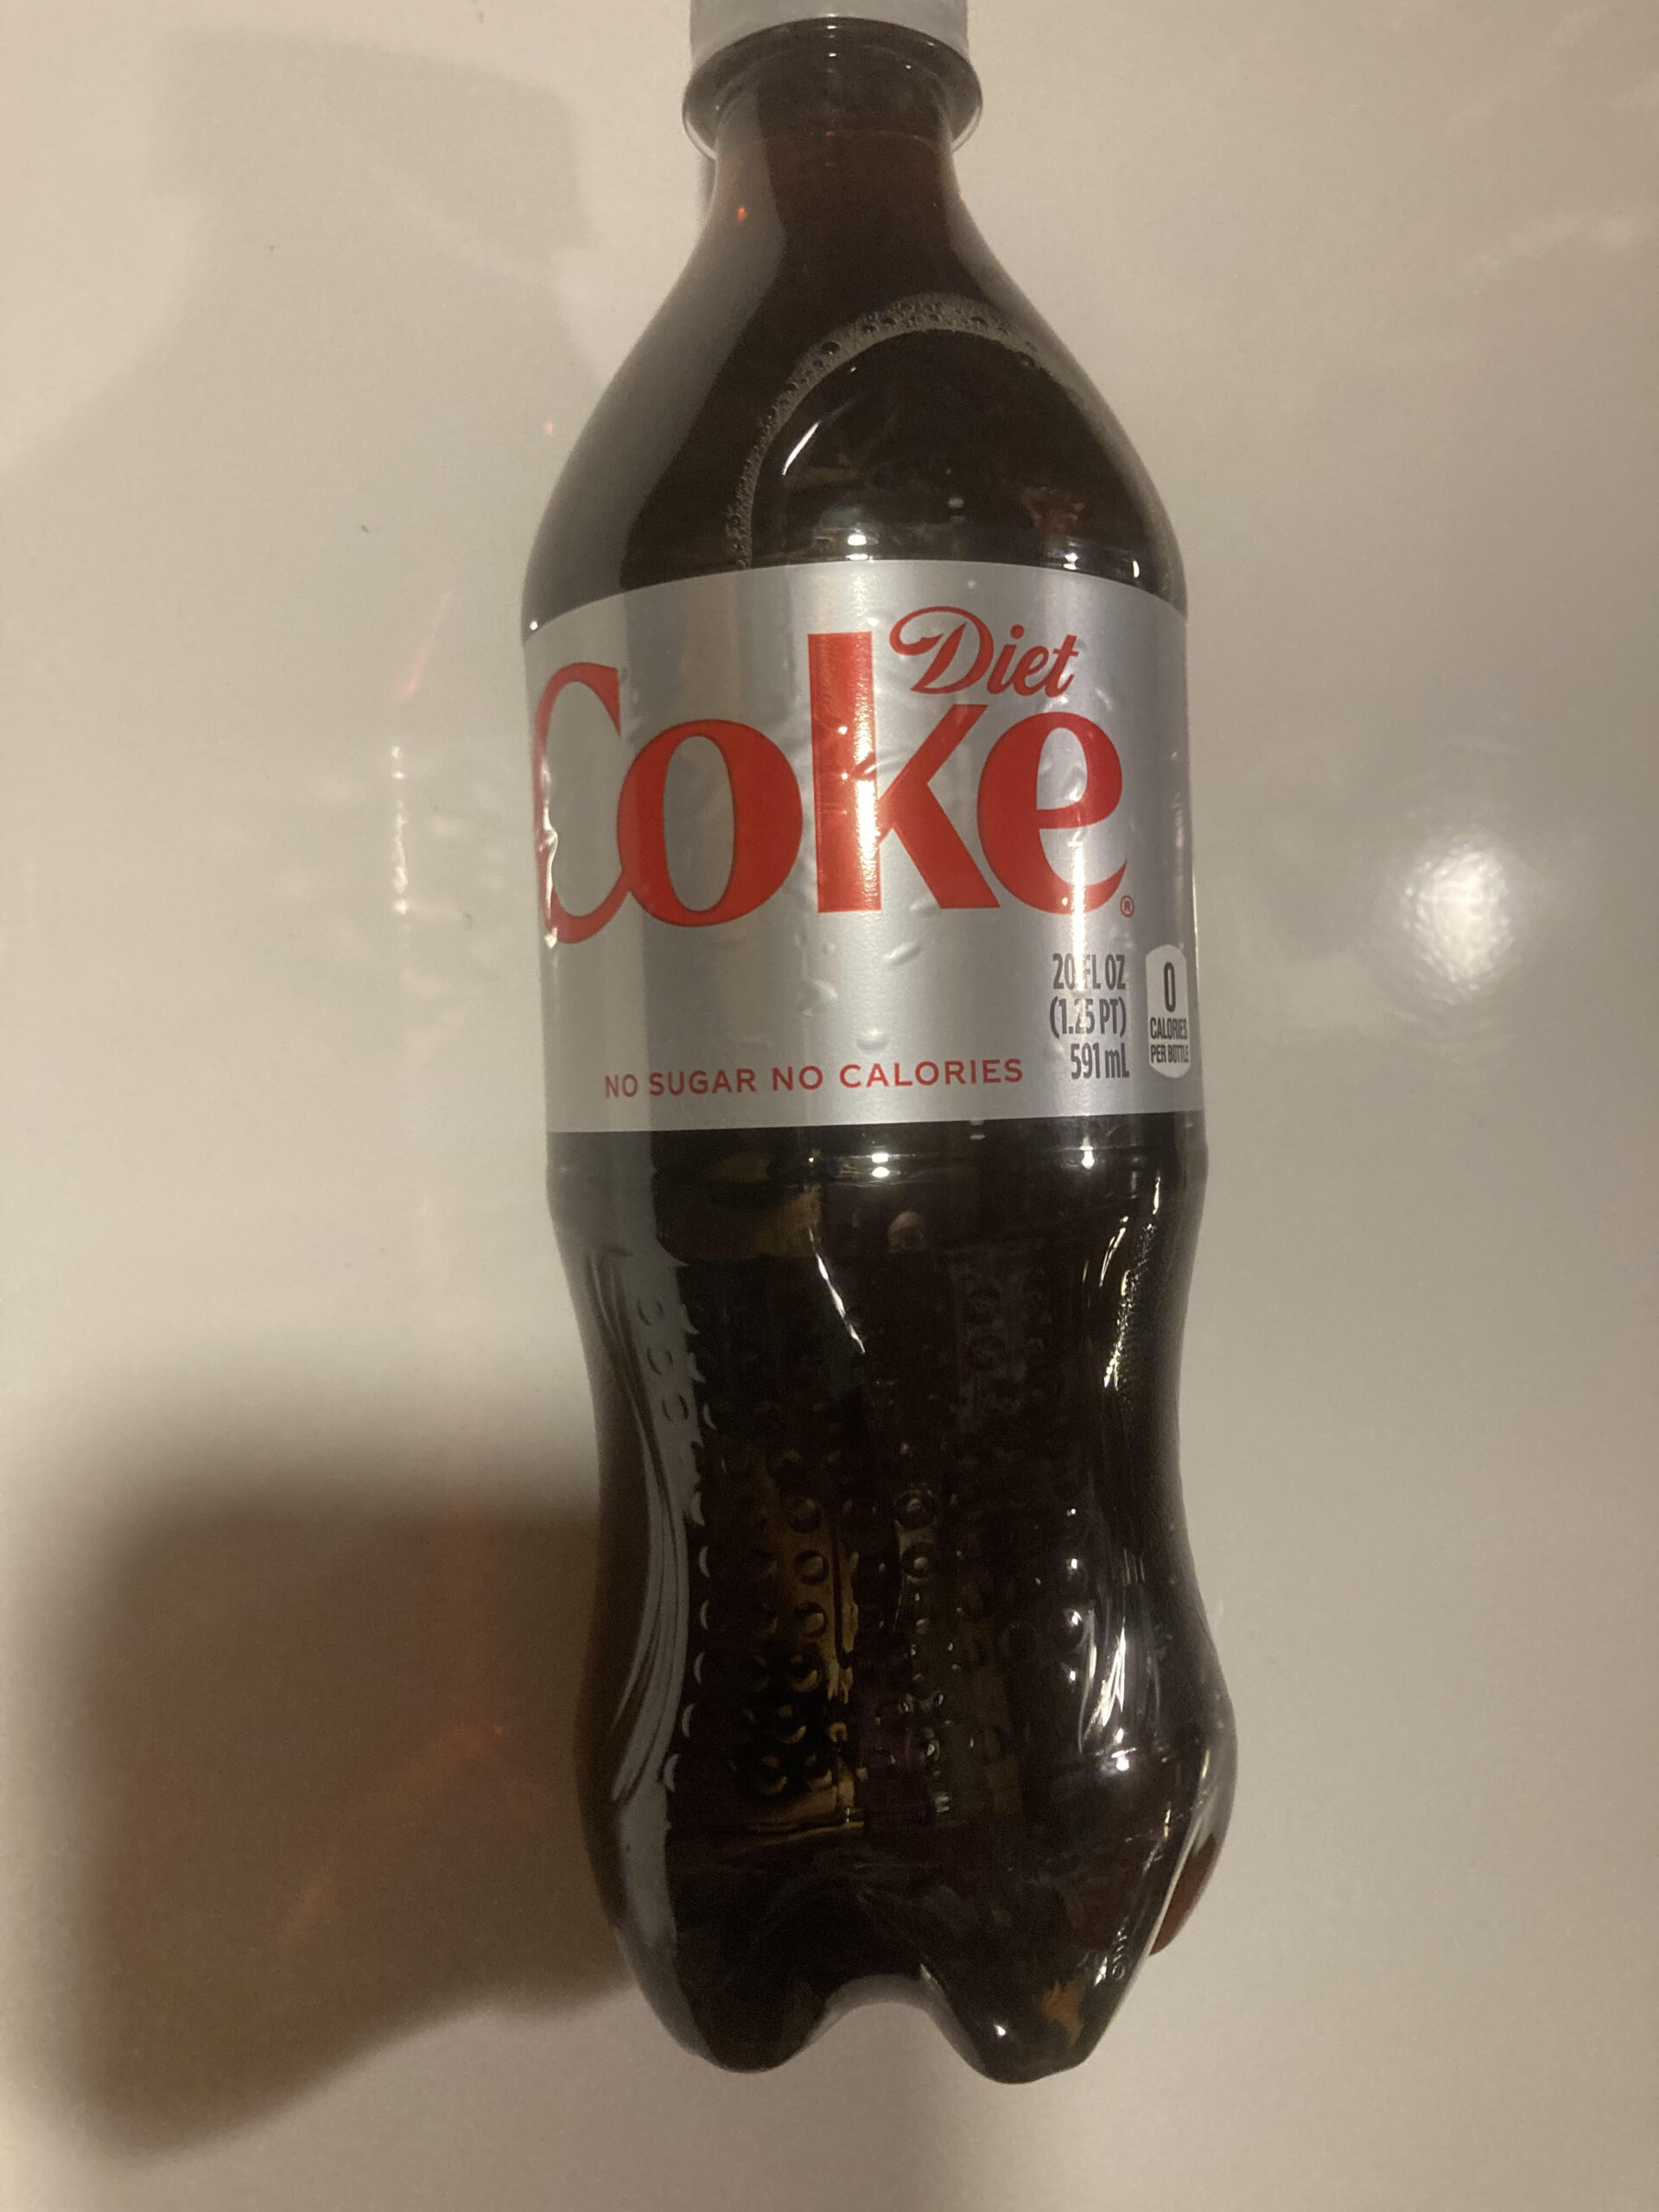 Diet
Coke®
20 FL OZ
(1.25 PT)
591 mL
0
CALORIES
PER BOTTLE
NO SUGAR NO CALORIES